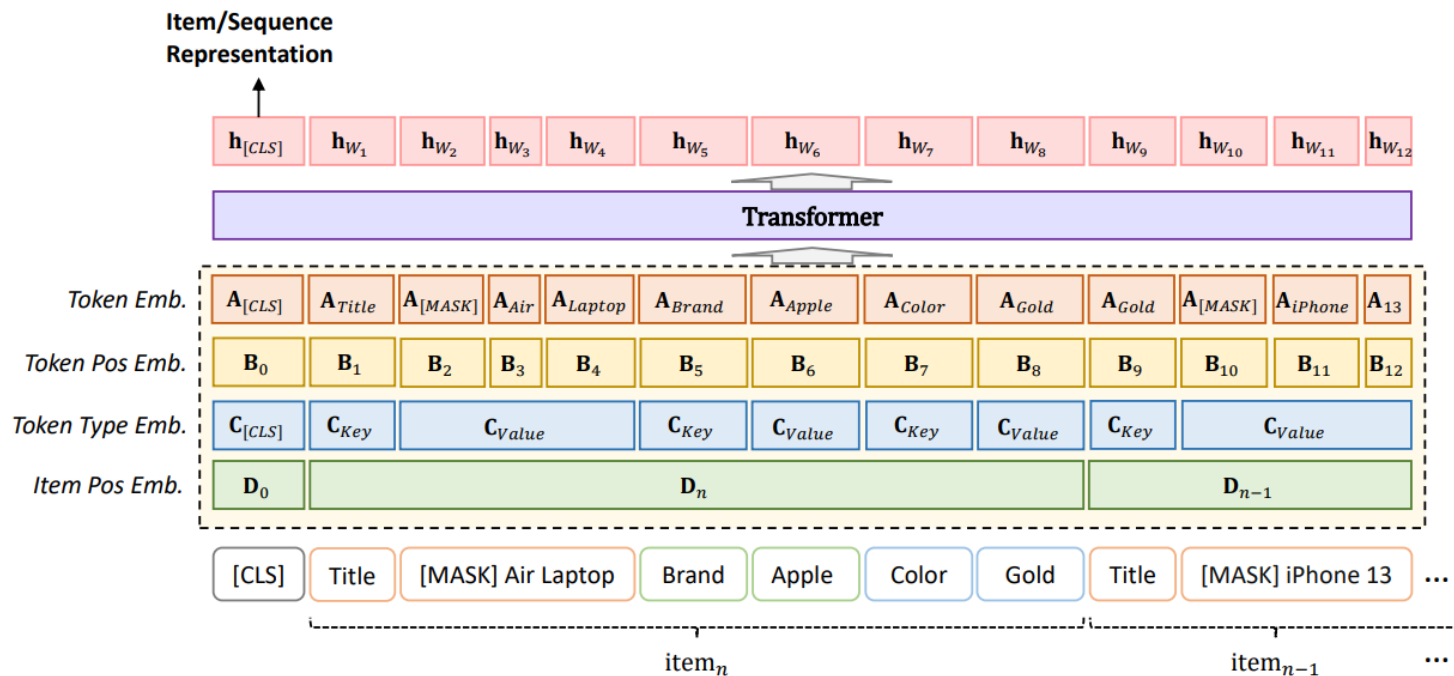 Item/Sequence
Representation
h[CLS] hW1 hW2 hW3 hW4 hW5 hW6 hW7 hW8 hW9 hW10 hW11 hW12
Transformer
Token Emb. A[CLS] ATitle A[MASK] AAir ALaptop ABrand AApple AColor AGold AGold A[MASK] AiPhone A13
Token Pos Emb. B0 B1 B2 B3 B4 B5 B6 B7 B8 B9 B10 B11 B12
Token Type Emb. C[CLS] CKey CValue CKey CValue CKey CValue CKey CValue
Item Pos Emb. D0 Dn Dn−1
[CLS] Title [MASK] Air Laptop Brand Apple Color Gold Title [MASK] iPhone 13 ...
itemn itemn−1 ...